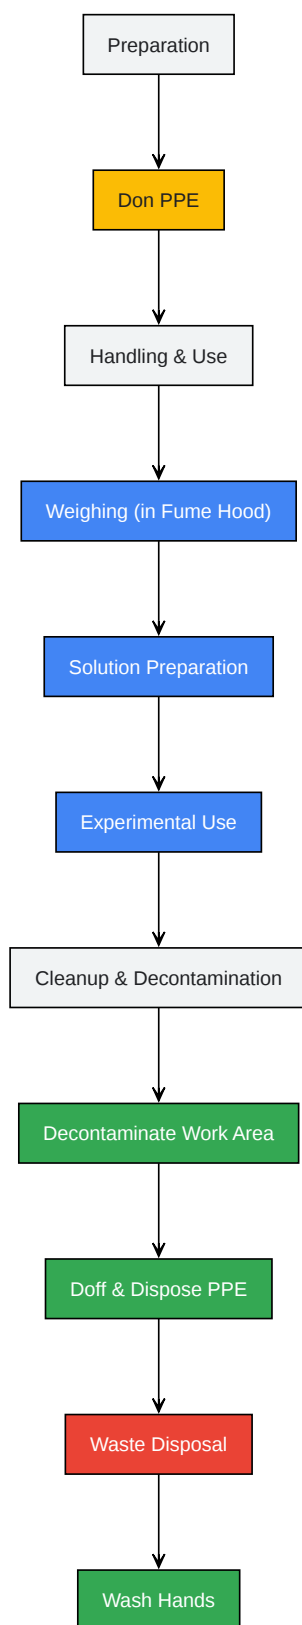 Preparation
Don PPE
Handling & Use
Weighing (in Fume Hood)
Solution Preparation
Experimental Use
Cleanup & Decontamination
Decontaminate Work Area
Doff & Dispose PPE
Waste Disposal
Wash Hands